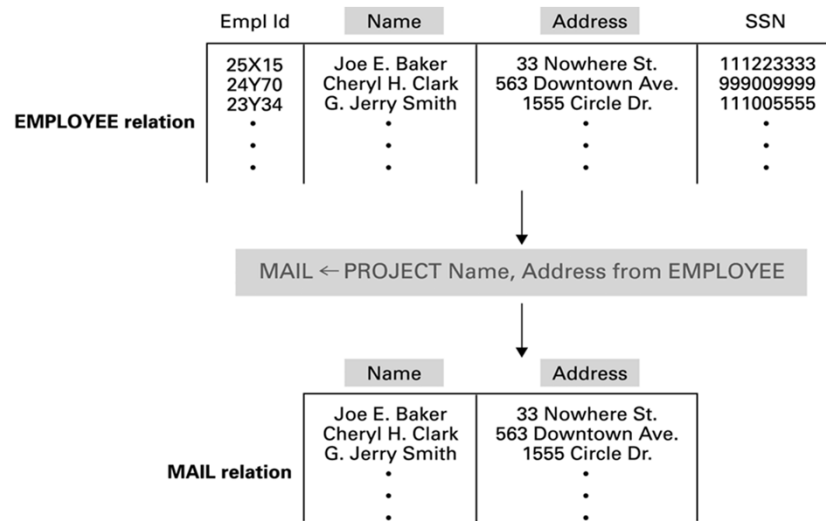 Empl Id Name Address SSN
25X15 Joe E. Baker 33 Nowhere St. 111223333
24Y70 Cheryl H. Clark 563 Downtown Ave. 999009999
23Y34 G. Jerry Smith 1555 Circle Dr. 111005555
EMPLOYEE relation
MAIL ← PROJECT Name, Address from EMPLOYEE
Name Address
Joe E. Baker 33 Nowhere St.
Cheryl H. Clark 563 Downtown Ave.
G. Jerry Smith 1555 Circle Dr.
MAIL relation